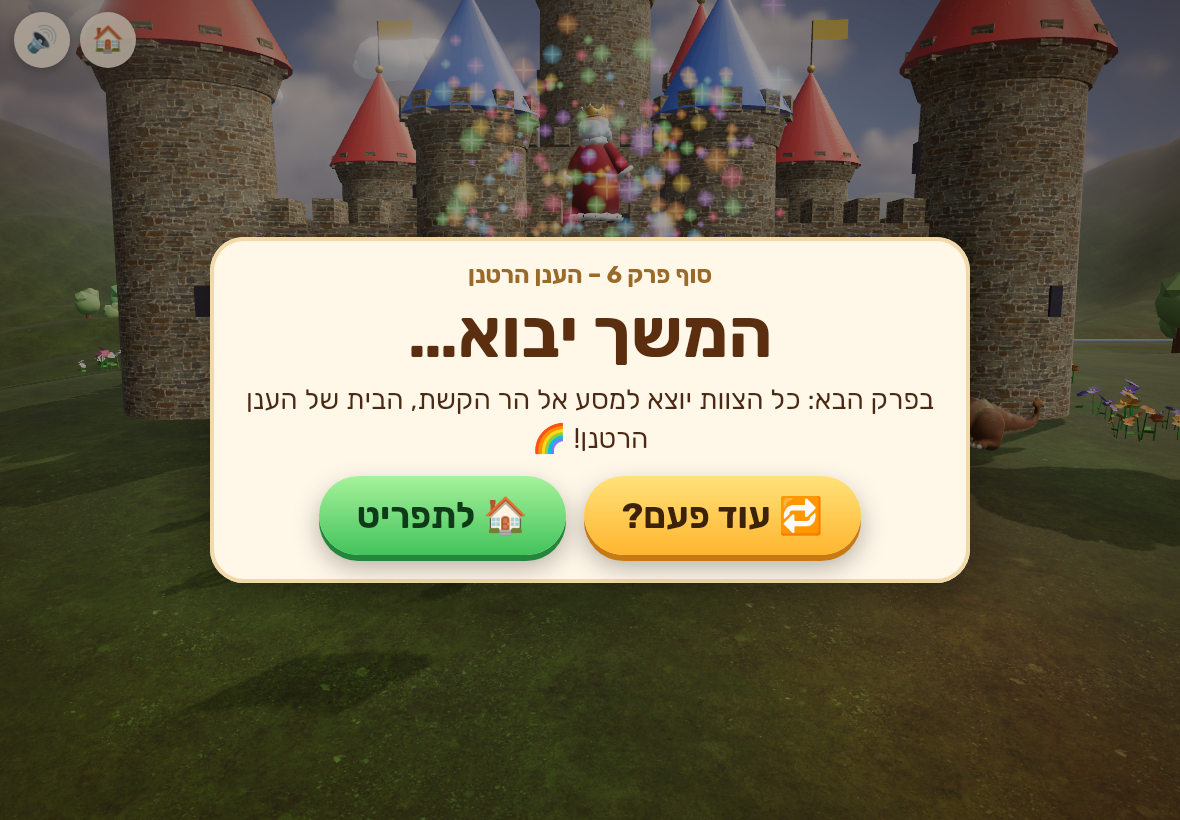 סוף פרק 6 – הענן הרטנן
המשך יבוא...
בפרק הבא: כל הצוות יוצא למסע אל הר הקשת, הבית של הענן
הרטנן! 🌈
🔁 עוד פעם?
🏠 לתפריט